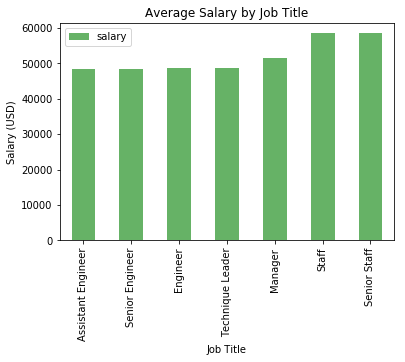 Average Salary by Job Title
salary
60000
50000
40000
30000
20000
10000
0
Salary (USD)
Assistant Engineer
Senior Engineer
Engineer
Technique Leader
Manager
Staff
Senior Staff
Job Title